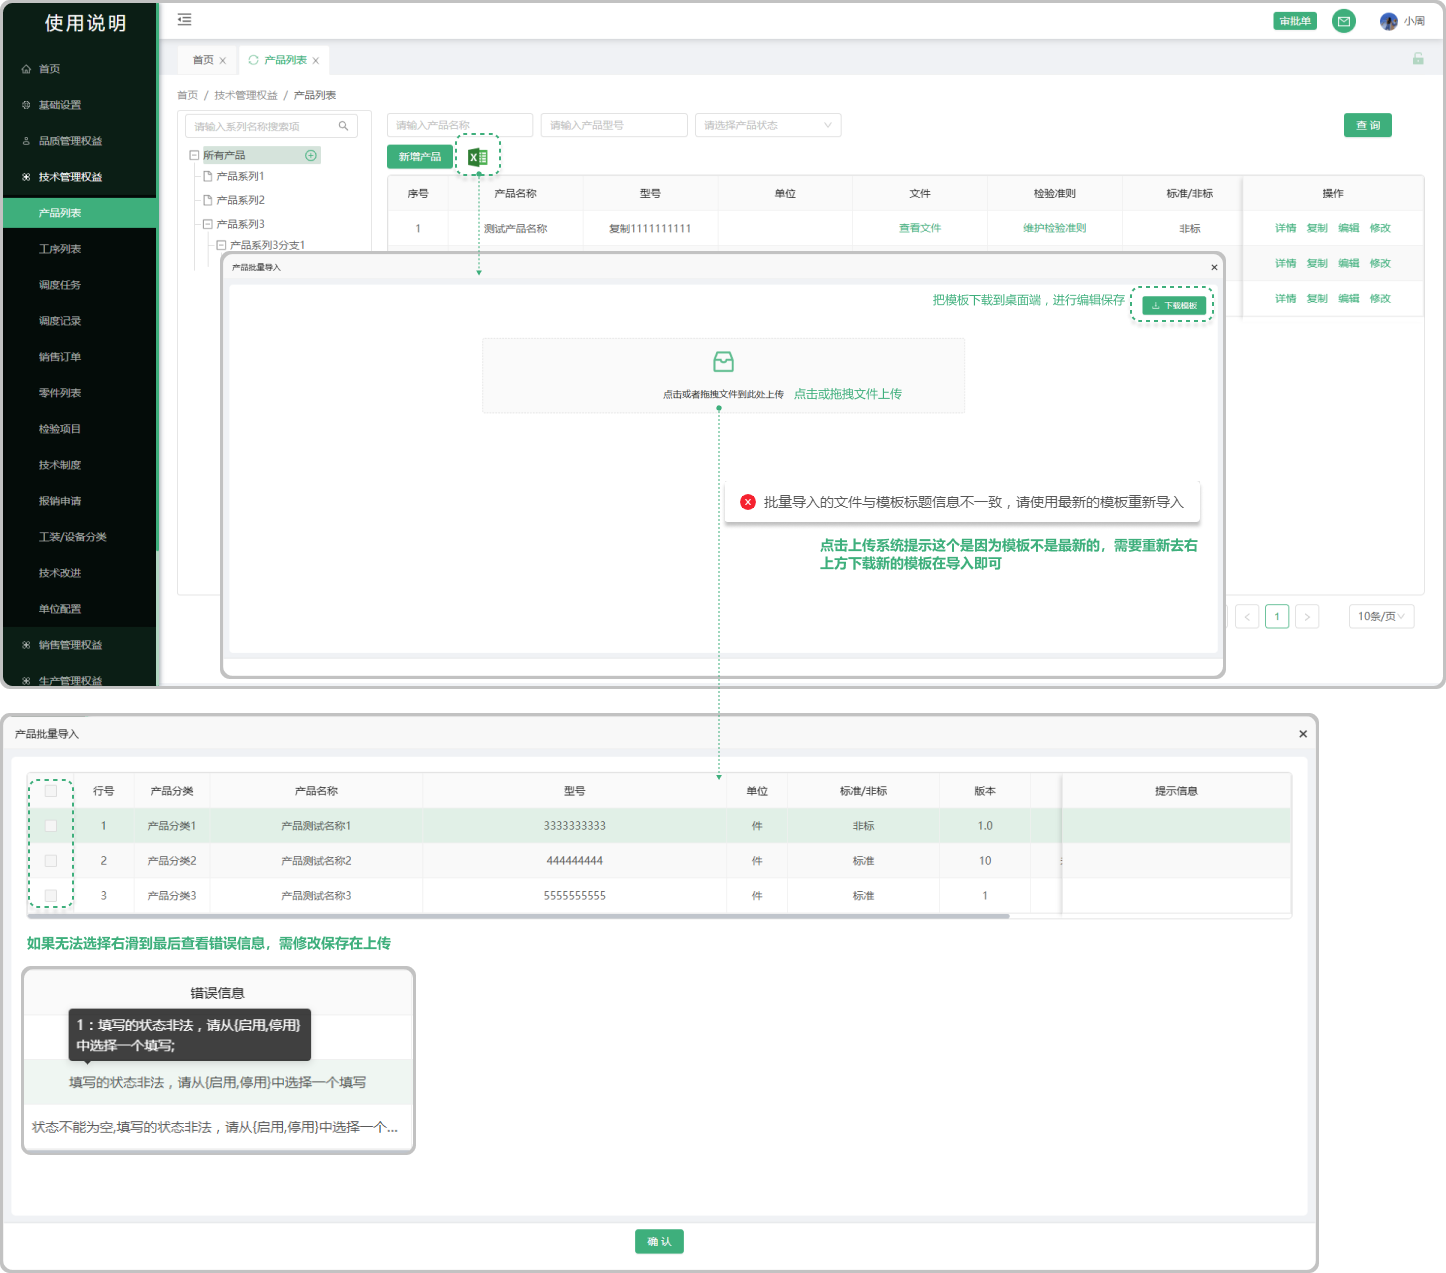 使用说明
首页
基础设置
品质管理权益
技术管理权益
产品列表
工序列表
调度任务
调度记录
销售订单
零件列表
检验项目
技术制度
报销申请
工装/设备分类
技术改进
单位配置
销售管理权益
生产管理权益
审批单
小周
首页 ×
产品列表 ×
首页 / 技术管理权益 / 产品列表
请输入系列名称搜索项
所有产品
产品系列1
产品系列2
产品系列3
产品系列3分支1
请输入产品名称
请输入产品型号
请选择产品状态
查 询
新增产品
序号 产品名称 型号 单位 文件 检验准则 标准/非标 操作
1 测试产品名称 复制1111111111 查看文件 维护检验准则 非标 详情 复制 编辑 修改
详情 复制 编辑 修改
详情 复制 编辑 修改
产品批量导入 ×
把模板下载到桌面端，进行编辑保存
下载模板
点击或者拖拽文件到此处上传
点击或拖拽文件上传
批量导入的文件与模板标题信息不一致，请使用最新的模板重新导入
点击上传系统提示这个是因为模板不是最新的，需要重新去右
上方下载新的模板在导入即可
< 1 > 10条/页
产品批量导入 ×
行号 产品分类 产品名称 型号 单位 标准/非标 版本 提示信息
1 产品分类1 产品测试名称1 3333333333 件 非标 1.0
2 产品分类2 产品测试名称2 444444444 件 标准 10
3 产品分类3 产品测试名称3 5555555555 件 标准 1
如果无法选择右滑到最后查看错误信息，需修改保存在上传
错误信息
1：填写的状态非法，请从{启用,停用}
中选择一个填写;
填写的状态非法，请从{启用,停用}中选择一个填写
状态不能为空,填写的状态非法，请从{启用,停用}中选择一个...
确 认